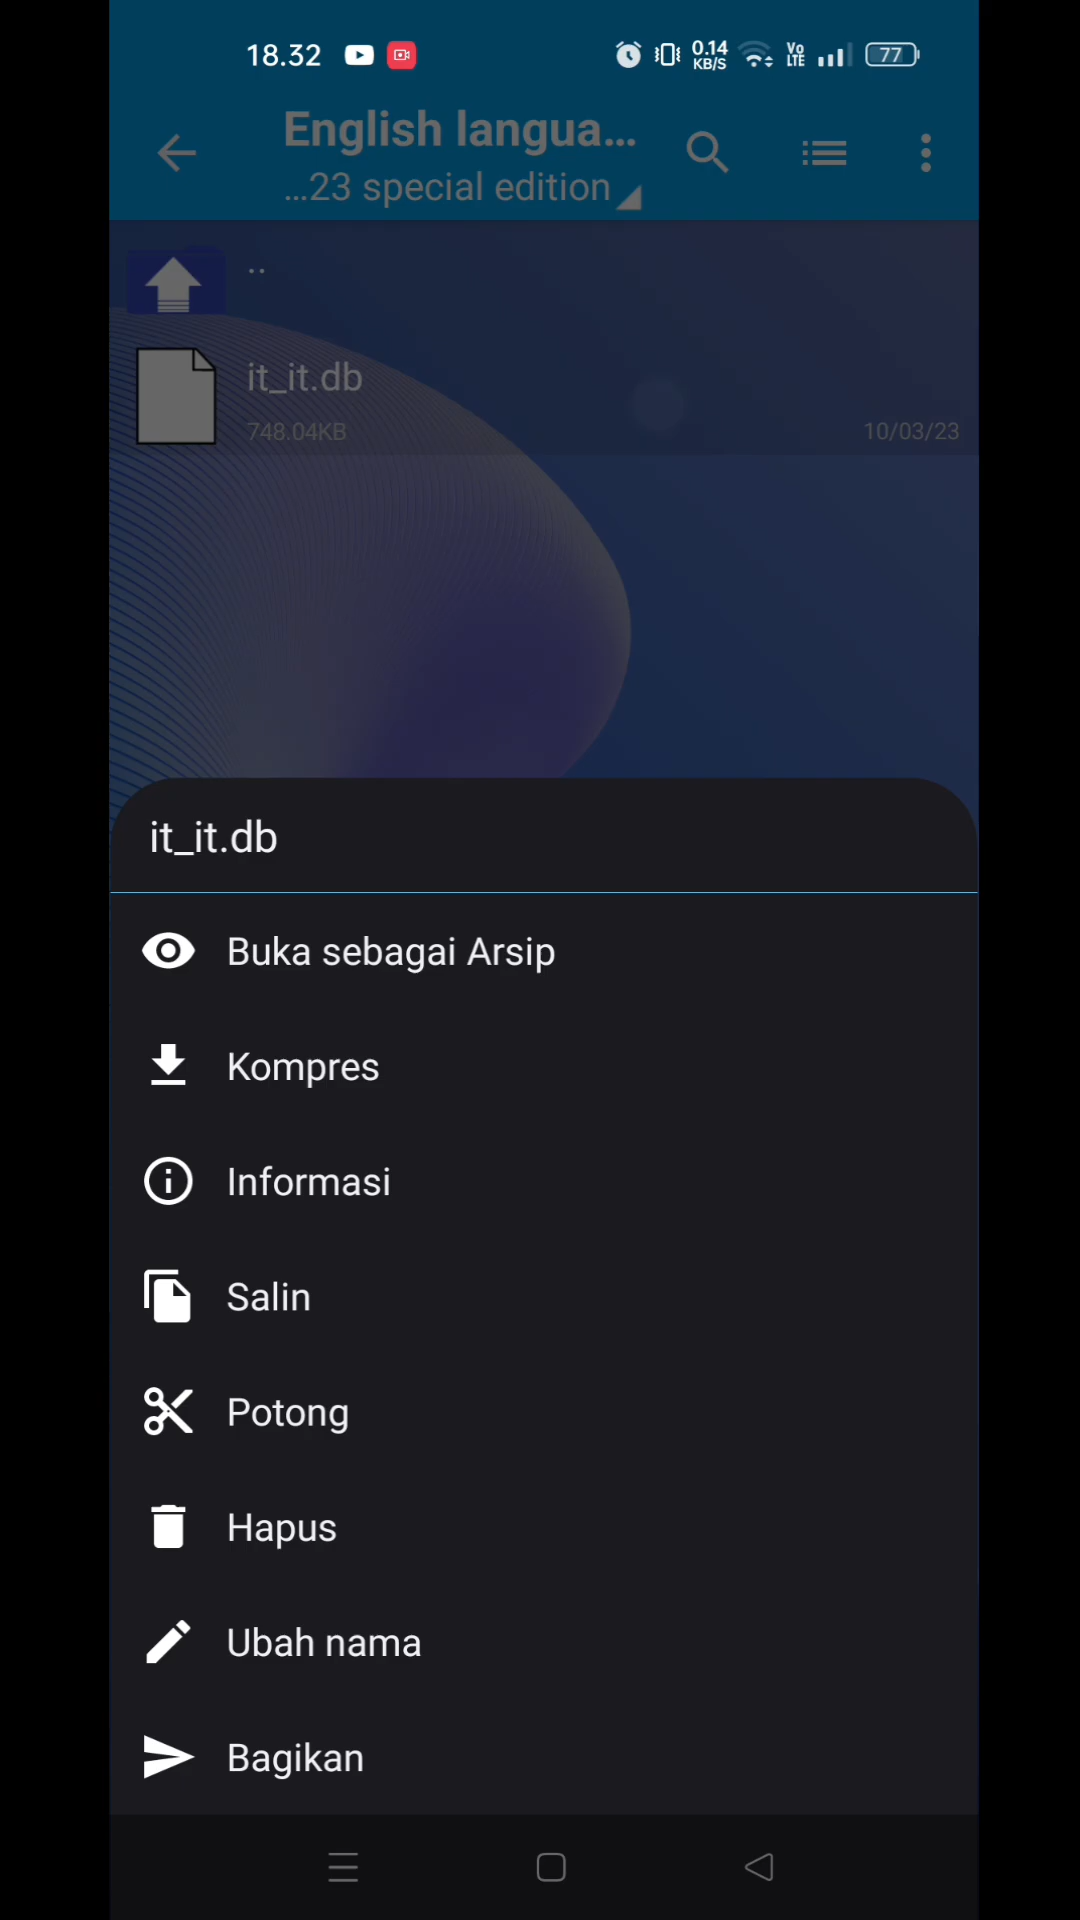 18.32
0.14
KB/S
Vo
LTE
77
English langua...
...23 special edition
..
it_it.db
748.04KB
10/03/23
it_it.db
Buka sebagai Arsip
Kompres
Informasi
Salin
Potong
Hapus
Ubah nama
Bagikan